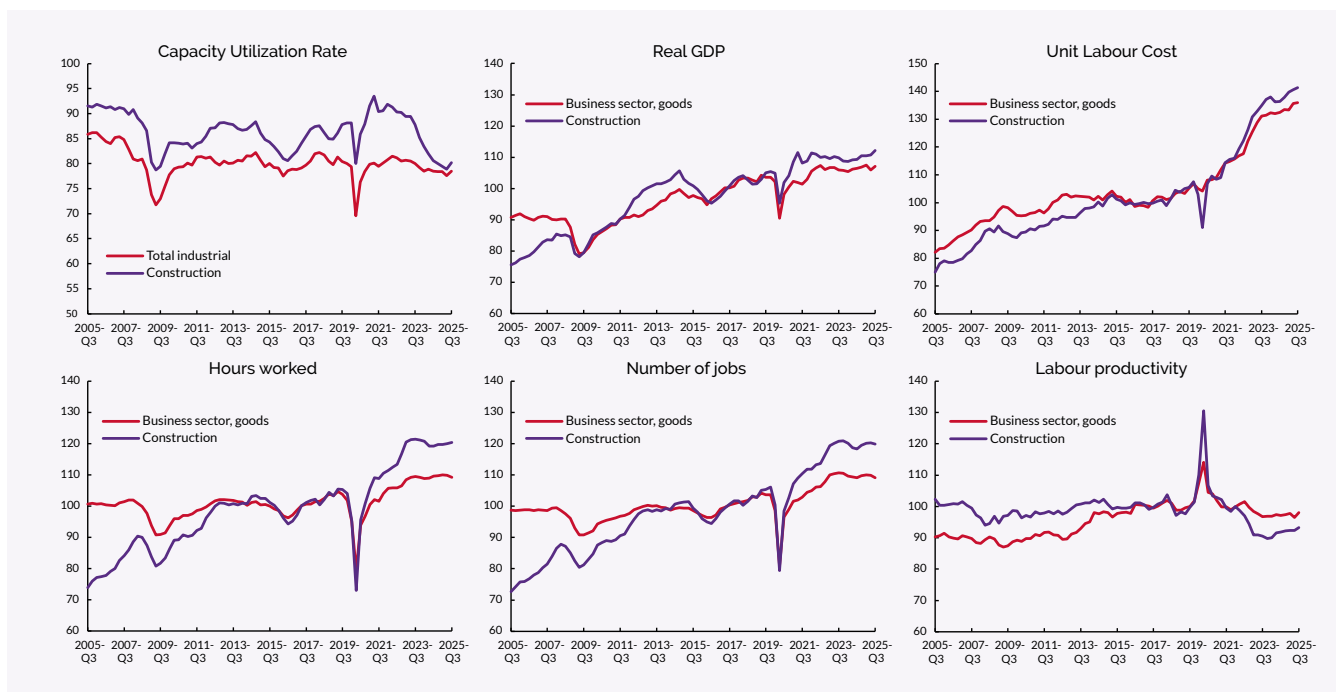 Capacity Utilization Rate
100
95
90
85
80
75
70
65
60
55
50
Total industrial
Construction
2005-Q3
2007-Q3
2009-Q3
2011-Q3
2013-Q3
2015-Q3
2017-Q3
2019-Q3
2021-Q3
2023-Q3
2025-Q3
Real GDP
140
130
120
110
100
90
80
70
60
Business sector, goods
Construction
2005-Q3
2007-Q3
2009-Q3
2011-Q3
2013-Q3
2015-Q3
2017-Q3
2019-Q3
2021-Q3
2023-Q3
2025-Q3
Unit Labour Cost
150
140
130
120
110
100
90
80
70
60
Business sector, goods
Construction
2005-Q3
2007-Q3
2009-Q3
2011-Q3
2013-Q3
2015-Q3
2017-Q3
2019-Q3
2021-Q3
2023-Q3
2025-Q3
Hours worked
140
130
120
110
100
90
80
70
60
Business sector, goods
Construction
2005-Q3
2007-Q3
2009-Q3
2011-Q3
2013-Q3
2015-Q3
2017-Q3
2019-Q3
2021-Q3
2023-Q3
2025-Q3
Number of jobs
140
130
120
110
100
90
80
70
60
Business sector, goods
Construction
2005-Q3
2007-Q3
2009-Q3
2011-Q3
2013-Q3
2015-Q3
2017-Q3
2019-Q3
2021-Q3
2023-Q3
2025-Q3
Labour productivity
140
130
120
110
100
90
80
70
60
Business sector, goods
Construction
2005-Q3
2007-Q3
2009-Q3
2011-Q3
2013-Q3
2015-Q3
2017-Q3
2019-Q3
2021-Q3
2023-Q3
2025-Q3